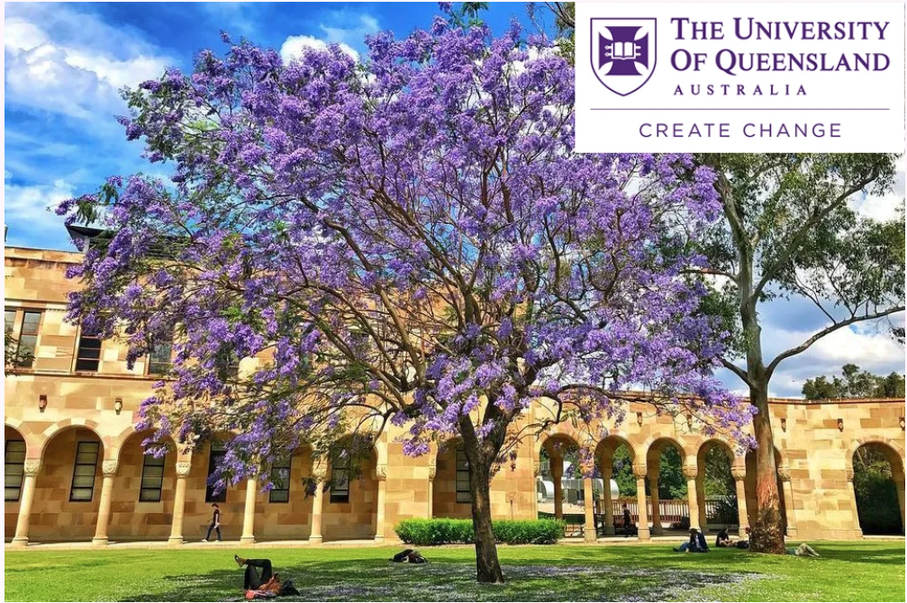 THE UNIVERSITY
OF QUEENSLAND
AUSTRALIA
CREATE CHANGE